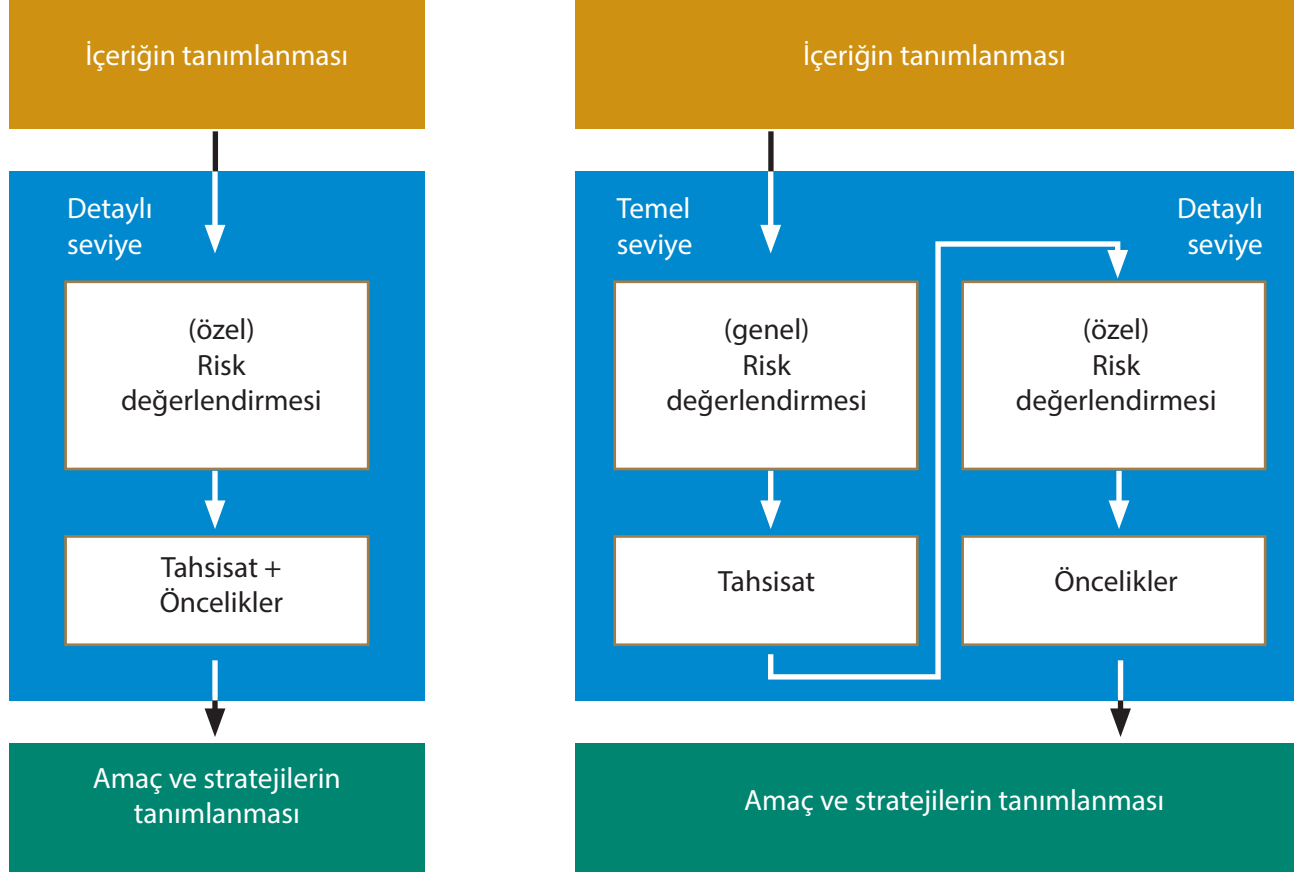 İçeriğin tanımlanması
Detaylı
seviye
(özel)
Risk
değerlendirmesi
Tahsisat +
Öncelikler
Amaç ve stratejilerin
tanımlanması
İçeriğin tanımlanması
Temel
seviye
Detaylı
seviye
(genel)
Risk
değerlendirmesi
Tahsisat
(özel)
Risk
değerlendirmesi
Öncelikler
Amaç ve stratejilerin tanımlanması